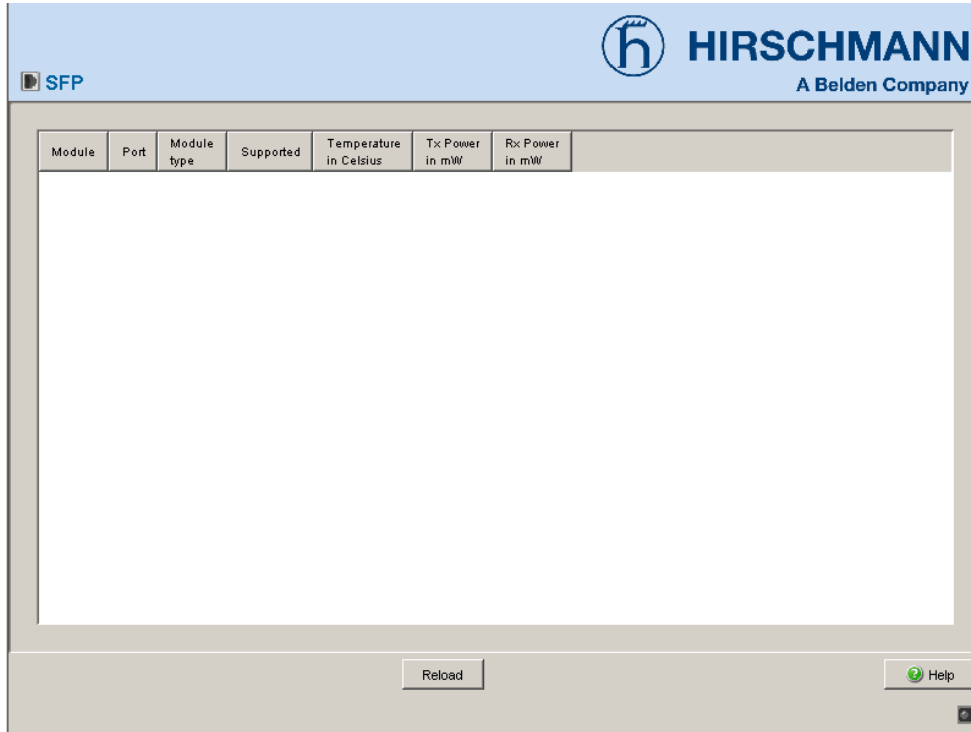 HIRSCHMANN
A Belden Company
SFP
Module
Port
Module
type
Supported
Temperature
in Celsius
Tx Power
in mW
Rx Power
in mW
Reload
Help